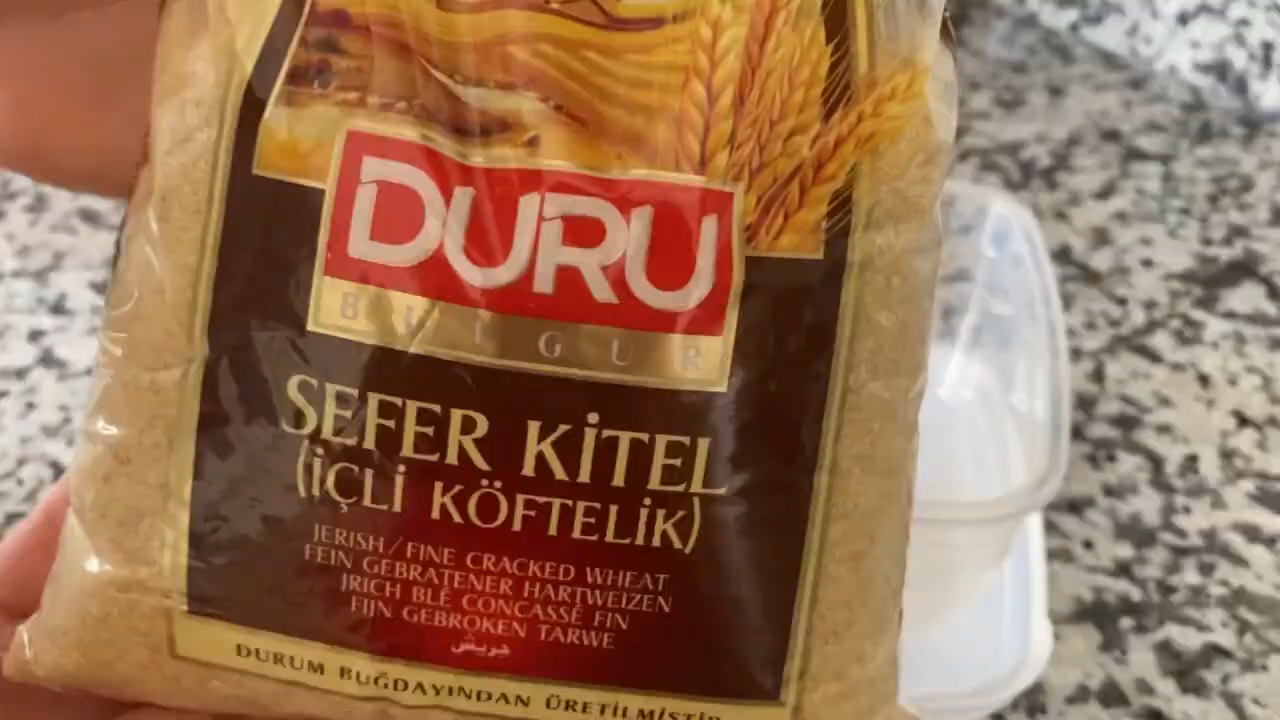 DURU
BULGUR
SEFER KİTEL
(İÇLİ KÖFTELİK)
JERISH/FINE CRACKED WHEAT
FEIN GEBRATENER HARTWEIZEN
JRICH BLÉ CONCASSÉ FIN
FIJN GEBROKEN TARWE
جريش
DURUM BUĞDAYINDAN ÜRETİLMİŞTİR